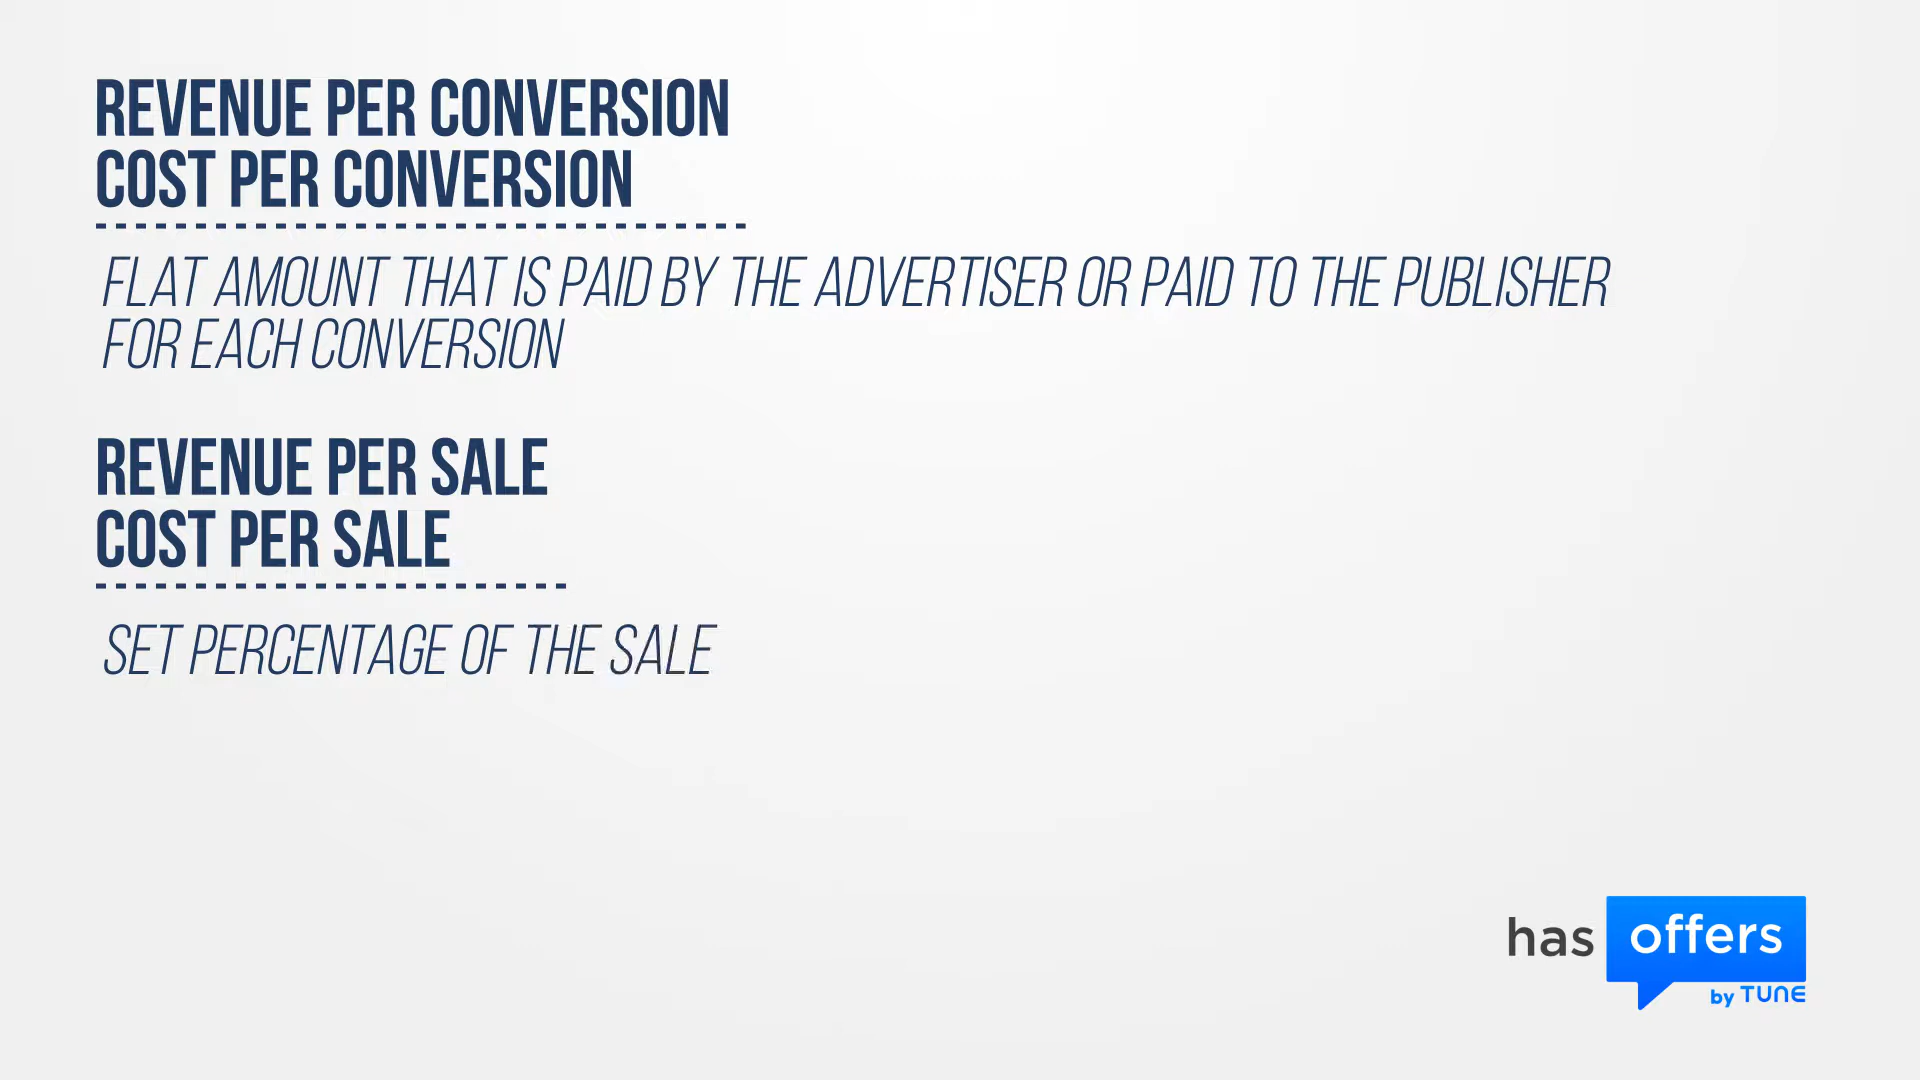 REVENUE PER CONVERSION
COST PER CONVERSION
FLAT AMOUNT THAT IS PAID BY THE ADVERTISER OR PAID TO THE PUBLISHER
FOR EACH CONVERSION
REVENUE PER SALE
COST PER SALE
SET PERCENTAGE OF THE SALE
has offers
by TUNE